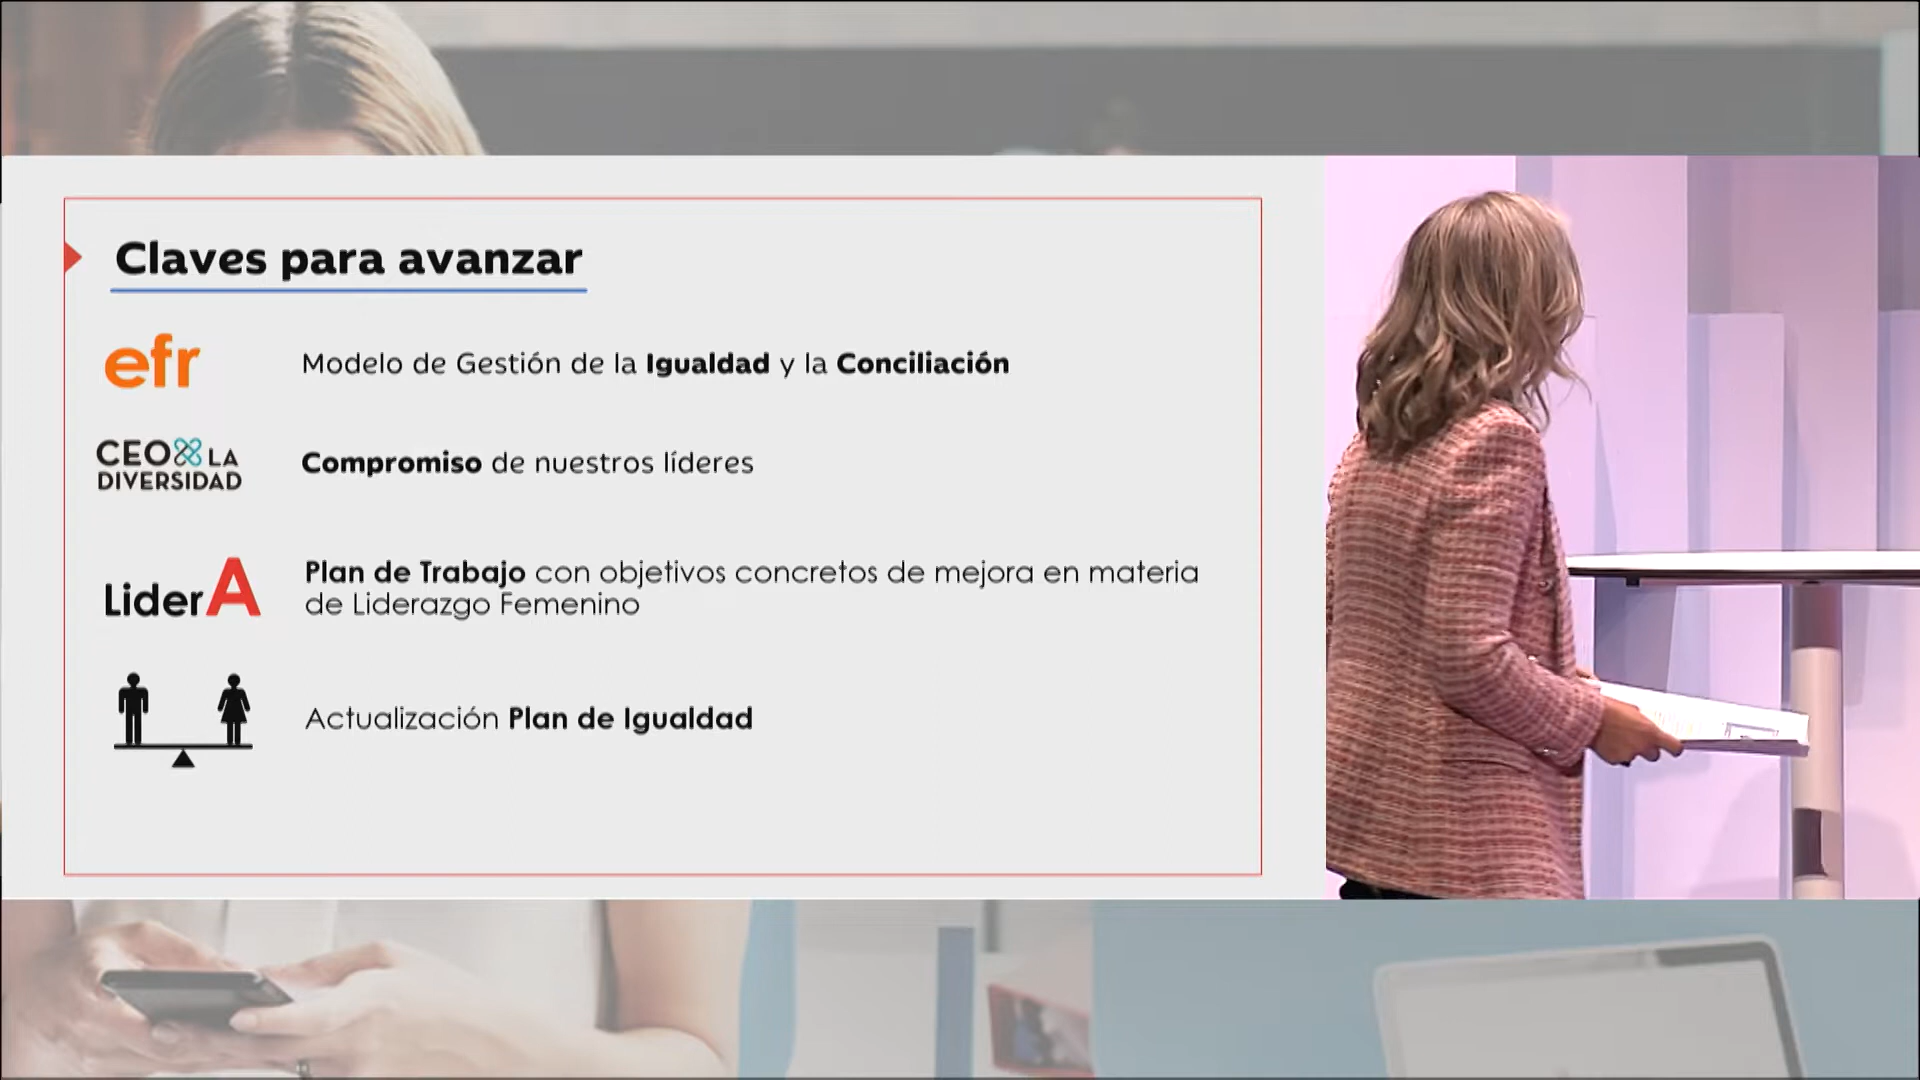 Claves para avanzar
efr
Modelo de Gestión de la Igualdad y la Conciliación
CEO LA
DIVERSIDAD
Compromiso de nuestros líderes
LiderA
Plan de Trabajo con objetivos concretos de mejora en materia
de Liderazgo Femenino
Actualización Plan de Igualdad